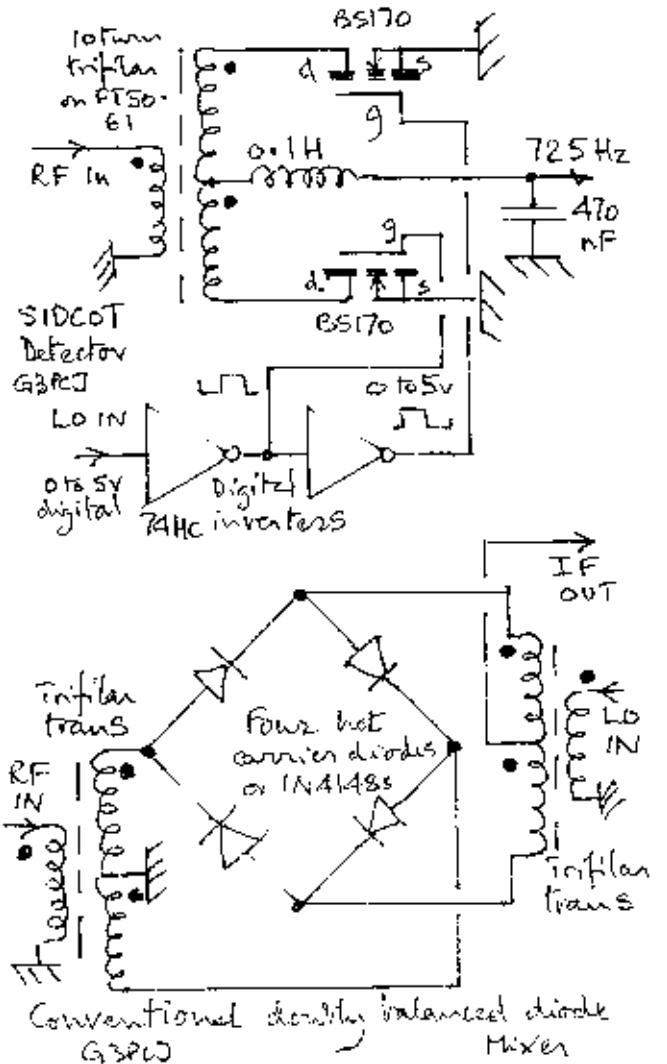 BS170
10 turn
trifilar
on FT50-
61
d
s
g
RF In
0.1H
725 Hz
470
nF
g
d.
s
BS170
SIDCOT
Detector
G3PCJ
0 to 5v
LO IN
0 to 5v
digital
74HC
Digital
inverters
IF
OUT
Trifilar
trans
Four hot
carrier diodes
or 1N4148s
LO
IN
RF
IN
Trifilar
trans
Conventional doubly balanced diode
G3PCJ
Mixer